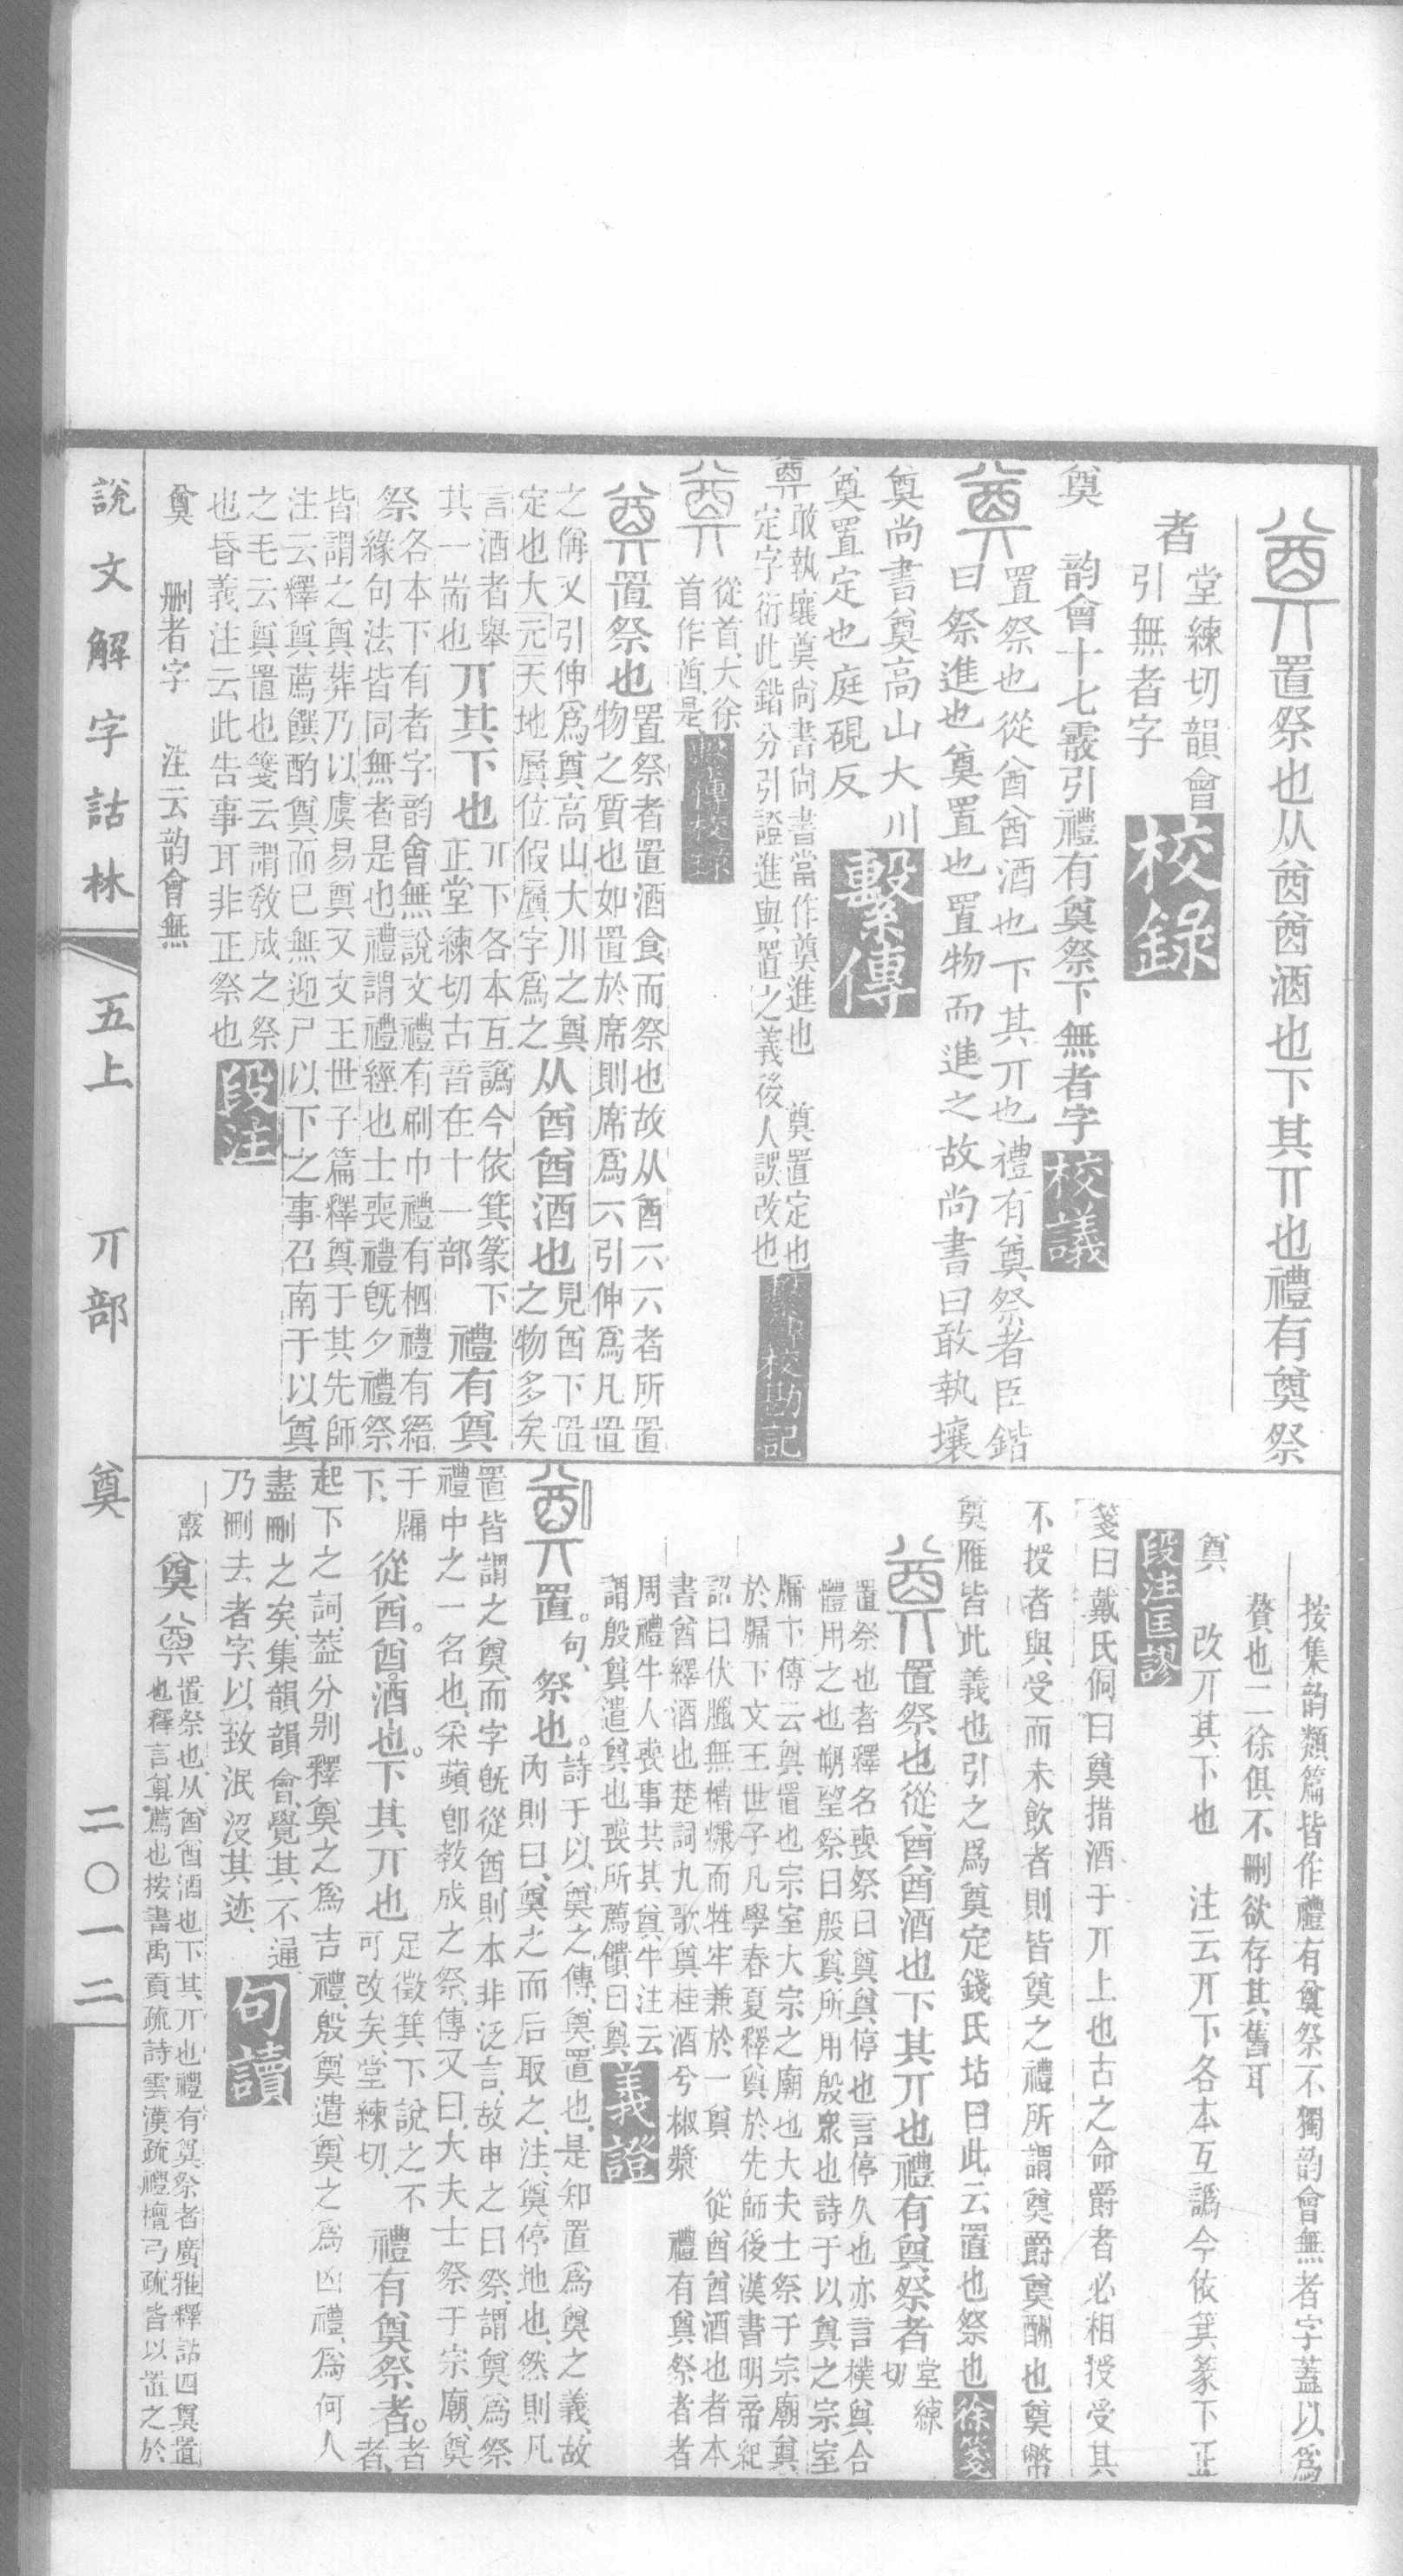 置祭也从酋酋酒也下其丌也禮有奠祭
者
堂練切韻會
引無者字
校錄
奠 韵會十七霰引禮有奠祭下無者字
校議
置祭也從酋酋酒也下其丌也禮有奠祭者臣鍇
曰祭進也奠置也置物而進之故尚書曰敢執壤
奠尚書奠高山大川
奠置定也庭硯反
繫傳
敢執壤奠尚書尚書當作奠進也 奠置定也
定字衍此鍇分引證進與置之義後人誤改也
校勘記
從首大徐
首作酋是
置祭也
置祭者置酒食而祭也故从酋六六者所置
物之質也如置於席則席爲六引伸爲凡置
之偁又引伸爲奠高山大川之奠
定也大元天地奠位假奠字爲之
从酋酋酒也
見酋下置
之物多矣
言酒者舉
其一耑也
丌其下也
丌下各本互譌今依箕篆下
正堂練切古音在十二部
禮有奠
祭
各本下有者字韵會無說文禮有刷巾禮有柶禮有縉
緣句法皆同無者是也禮謂禮經也士喪禮旣夕禮祭
皆謂之奠葬乃以虞易奠又文王世子篇釋奠于其先師
注云釋奠薦饌酌奠而已無迎尸以下之事召南于以奠
之毛云奠置也箋云謂敎成之祭
也昏義注云此告事耳非正祭也
段注
奠 刪者字 注云韵會無
按集韵類篇皆作禮有奠祭不獨韵會無者字蓋以爲
贅也二徐俱不刪欲存其舊耳
奠 改丌其下也 注云丌下各本互譌今依箕篆下正
段注匡謬
箋曰戴氏侗曰奠措酒于丌上也古之命爵者必相授受其
不授者與受而未飮者則皆奠之禮所謂奠爵奠酬也奠幣
奠雁皆此義也引之爲奠定錢氏坫曰此云置也祭也
徐箋
置祭也從酋酋酒也下其丌也禮有奠祭者
堂練
切
置祭也者釋名喪祭曰奠奠停也言停久也亦言樸奠合
體用之也朔望祭曰殷奠所用殷衆也詩于以奠之宗室
牖下傳云奠置也宗室大宗之廟也大夫士祭于宗廟奠
於牖下文王世子凡學春夏釋奠於先師後漢書明帝紀
詔曰伏臘無糟糠而牲牢兼於一奠 從酋酋酒也者本
書酋繹酒也楚詞九歌奠桂酒兮椒漿 禮有奠祭者者
周禮牛人喪事共其奠牛注云
謂殷奠遣奠也喪所薦饋曰奠
義證
置。
句、
祭也。
詩于以奠之傳、奠置也、是知置爲奠之義、故
內則曰、奠之而后取之、注、奠停地也、然則凡
置皆謂之奠、而字旣從酋、則本非泛言、故申之曰祭、謂奠爲祭
禮中之一名也、采蘋卽敎成之祭、傳又曰、大夫士祭于宗廟、奠
于牖
下、
從酋。酋酒也。下其丌也
足徵箕下說之不
可改矣、堂練切、
禮有奠祭者。
者
者、
起下之詞、蓋分别釋奠之爲吉禮、殷奠遣奠之爲凶禮、爲何人
盡刪之矣、集韻韻會、覺其不通
乃刪去者字、以致泯沒其迹、
句讀
霰 奠
置祭也从酋酋酒也下其丌也禮有奠祭者廣雅釋詁四奠置
也釋言奠薦也按書禹貢疏詩雲漢疏禮檀弓疏皆以置之於
說文解字詁林
五上 丌部 奠
二〇一二